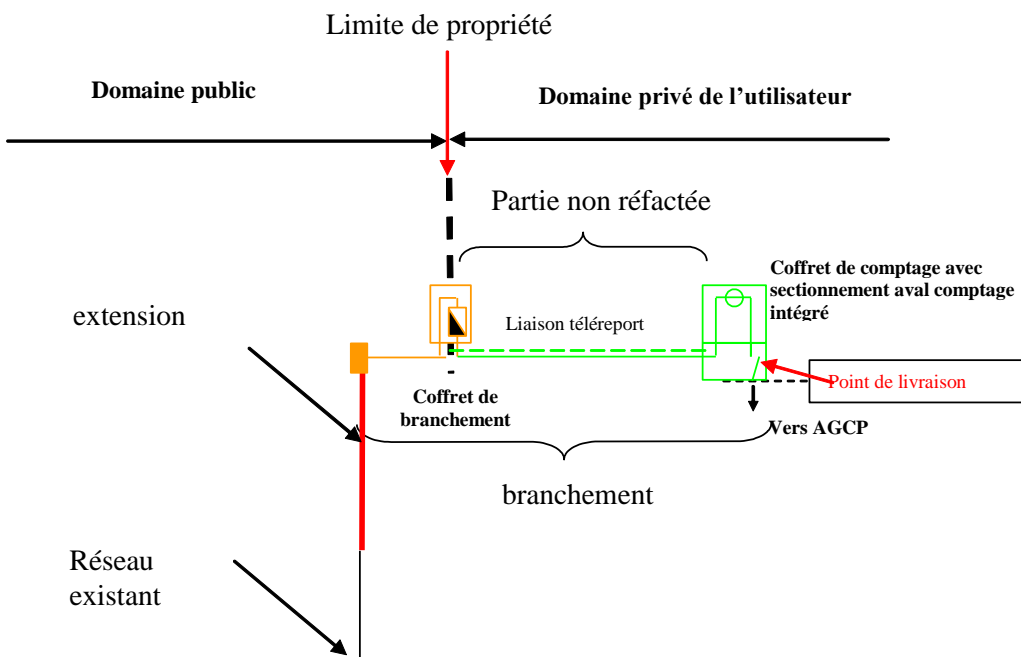 Limite de propriété
Domaine public
Domaine privé de l’utilisateur
Partie non réfactée
Coffret de comptage avec
sectionnement aval comptage
intégré
extension
Liaison téléreport
Point de livraison
Coffret de
branchement
Vers AGCP
branchement
Réseau
existant